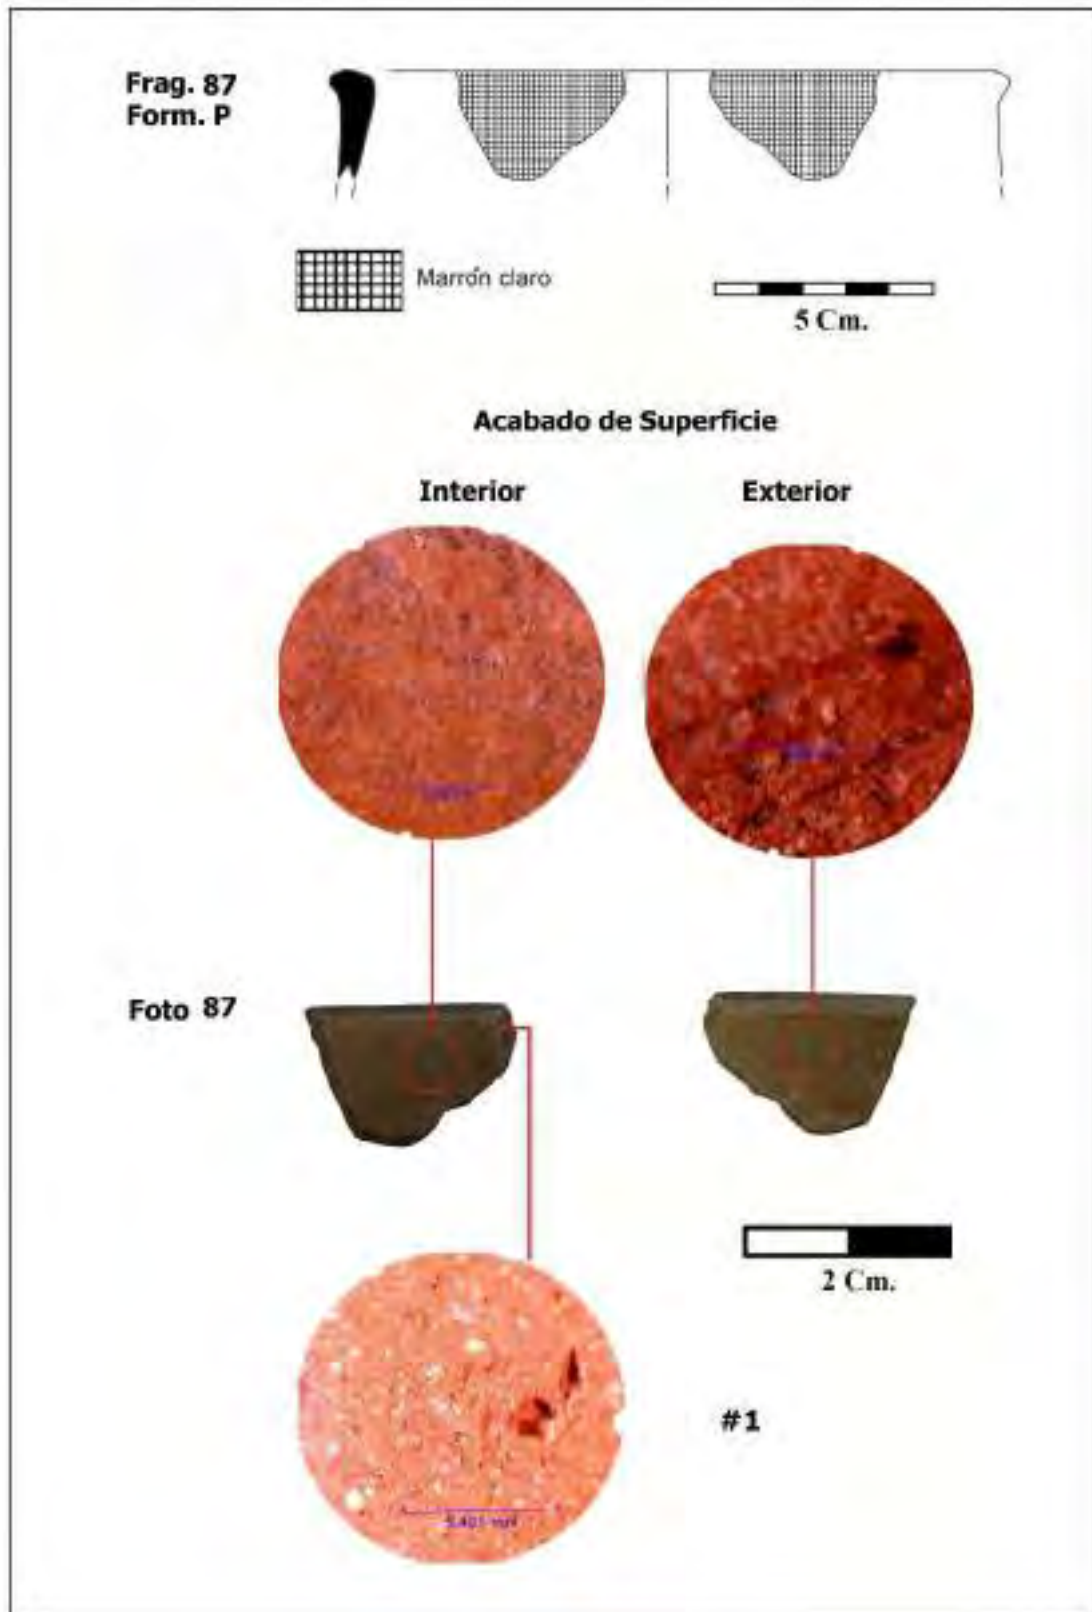 Frag. 87
Form. P
Marrón claro
5 Cm.
Acabado de Superficie
Interior
Exterior
Foto 87
2 Cm.
#1